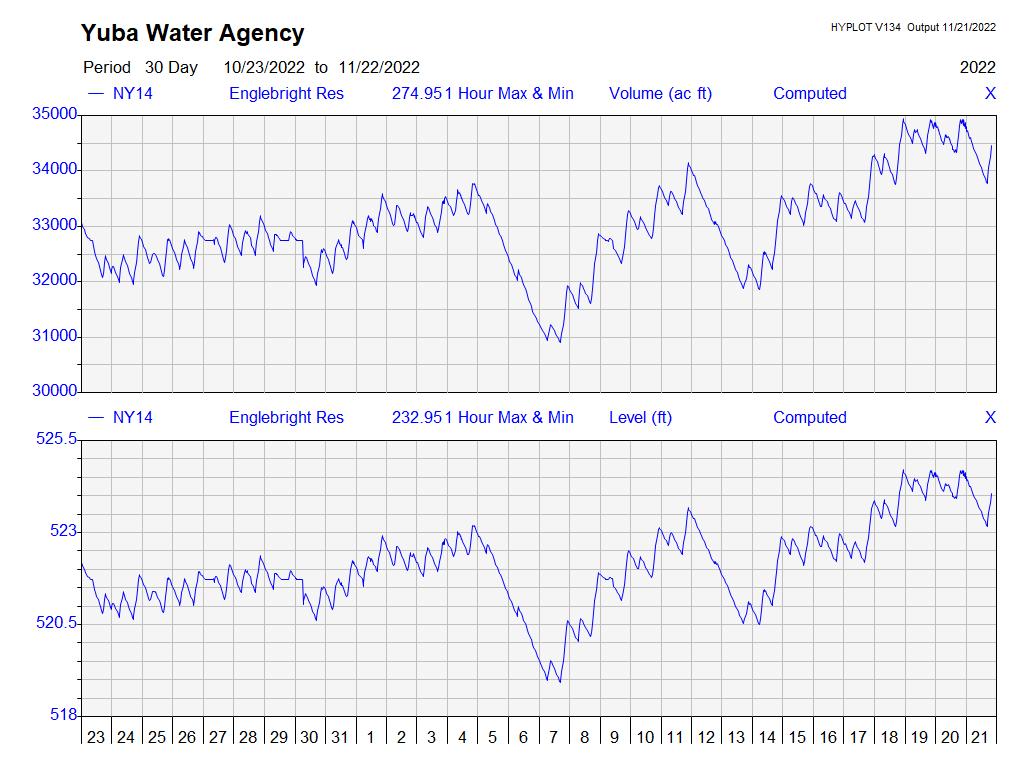 Yuba Water Agency
HYPLOT V134 Output 11/21/2022
Period 30 Day 10/23/2022 to 11/22/2022 2022
NY14 Englebright Res 274.951 Hour Max & Min Volume (ac ft) Computed X
35000
34000
33000
32000
31000
30000
NY14 Englebright Res 232.951 Hour Max & Min Level (ft) Computed X
525.5
523
520.5
518
23 24 25 26 27 28 29 30 31 1 2 3 4 5 6 7 8 9 10 11 12 13 14 15 16 17 18 19 20 21